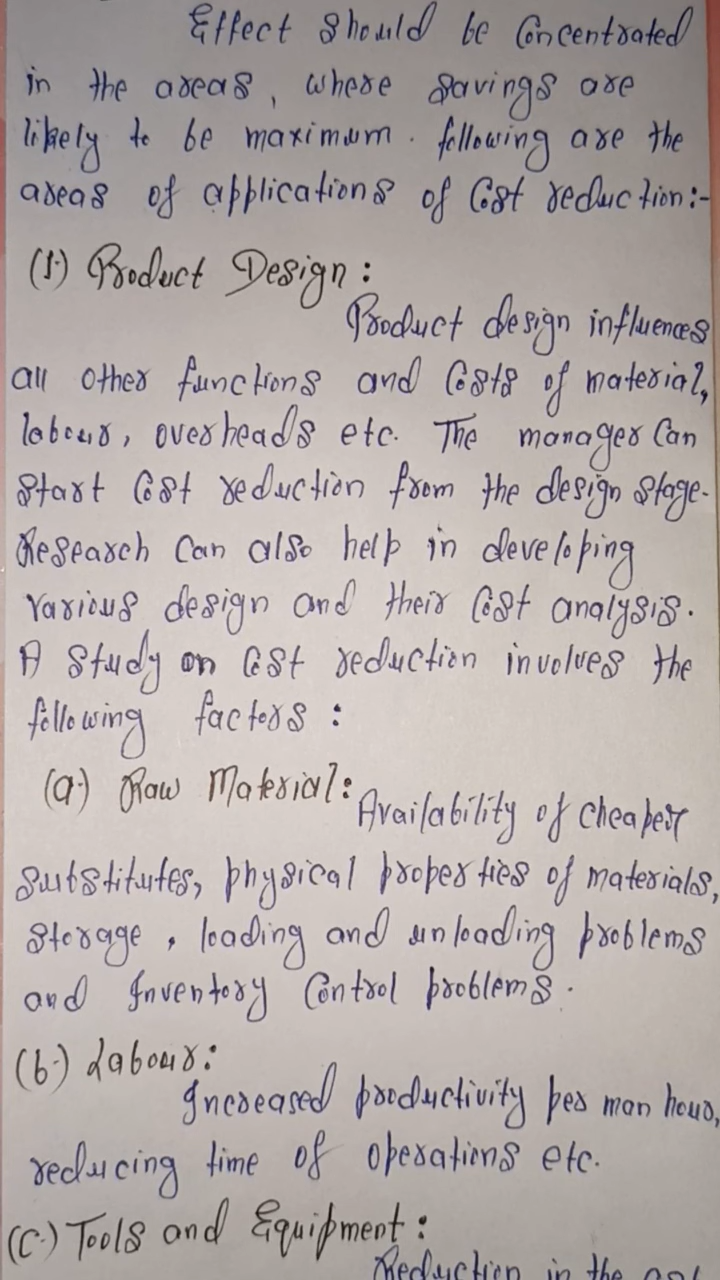 Effect should be Concentrated
in the areas, where savings are
likely to be maximum. following are the
areas of applications of Cost reduction:-
(1.) Product Design:
Product design influences
all other functions and Costs of material,
labour, overheads etc. The manager Can
Start Cost reduction from the design stage.
Research Can also help in developing
various design and their Cost analysis.
A Study on Cost reduction involves the
following factors:
(a.) Raw Material:
Availability of cheaper
Substitutes, physical properties of materials,
Storage, loading and unloading problems
and Inventory Control problems.
(b.) Labour:
Increased productivity per man hour,
reducing time of operations etc.
(C.) Tools and Equipment:
Reduction in the